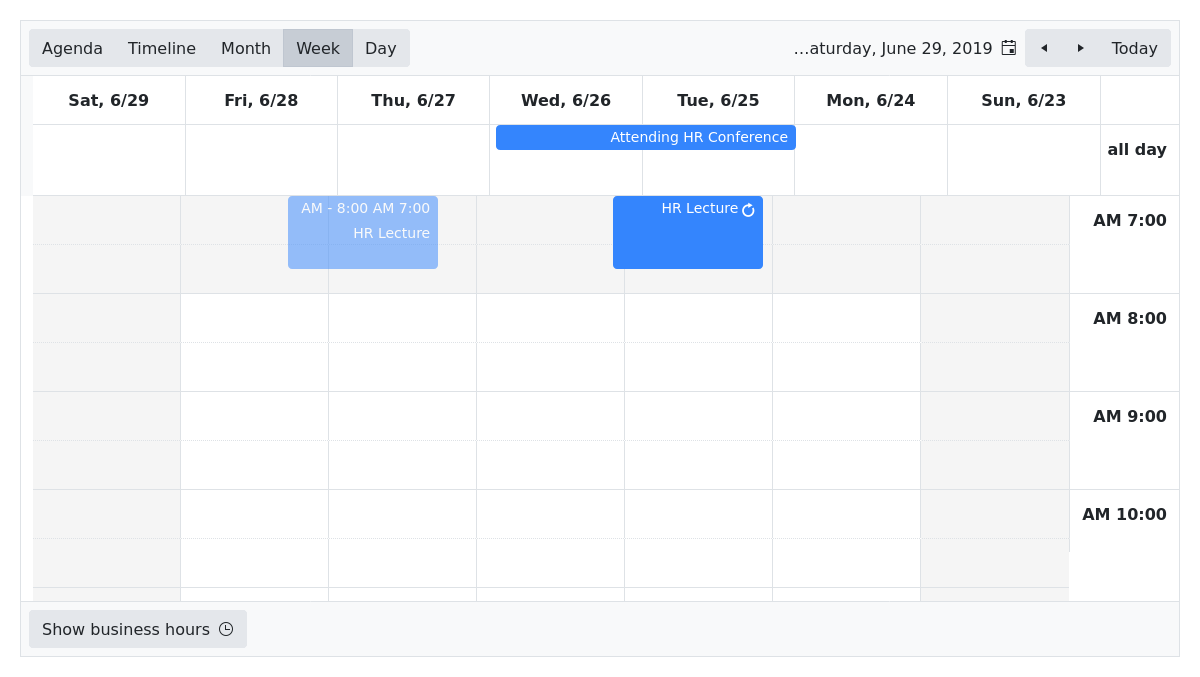 Agenda Timeline Month Week Day ...aturday, June 29, 2019 Today
Sat, 6/29 Fri, 6/28 Thu, 6/27 Wed, 6/26 Tue, 6/25 Mon, 6/24 Sun, 6/23
Attending HR Conference
all day
AM - 8:00 AM 7:00
HR Lecture
HR Lecture
AM 7:00
AM 8:00
AM 9:00
AM 10:00
Show business hours